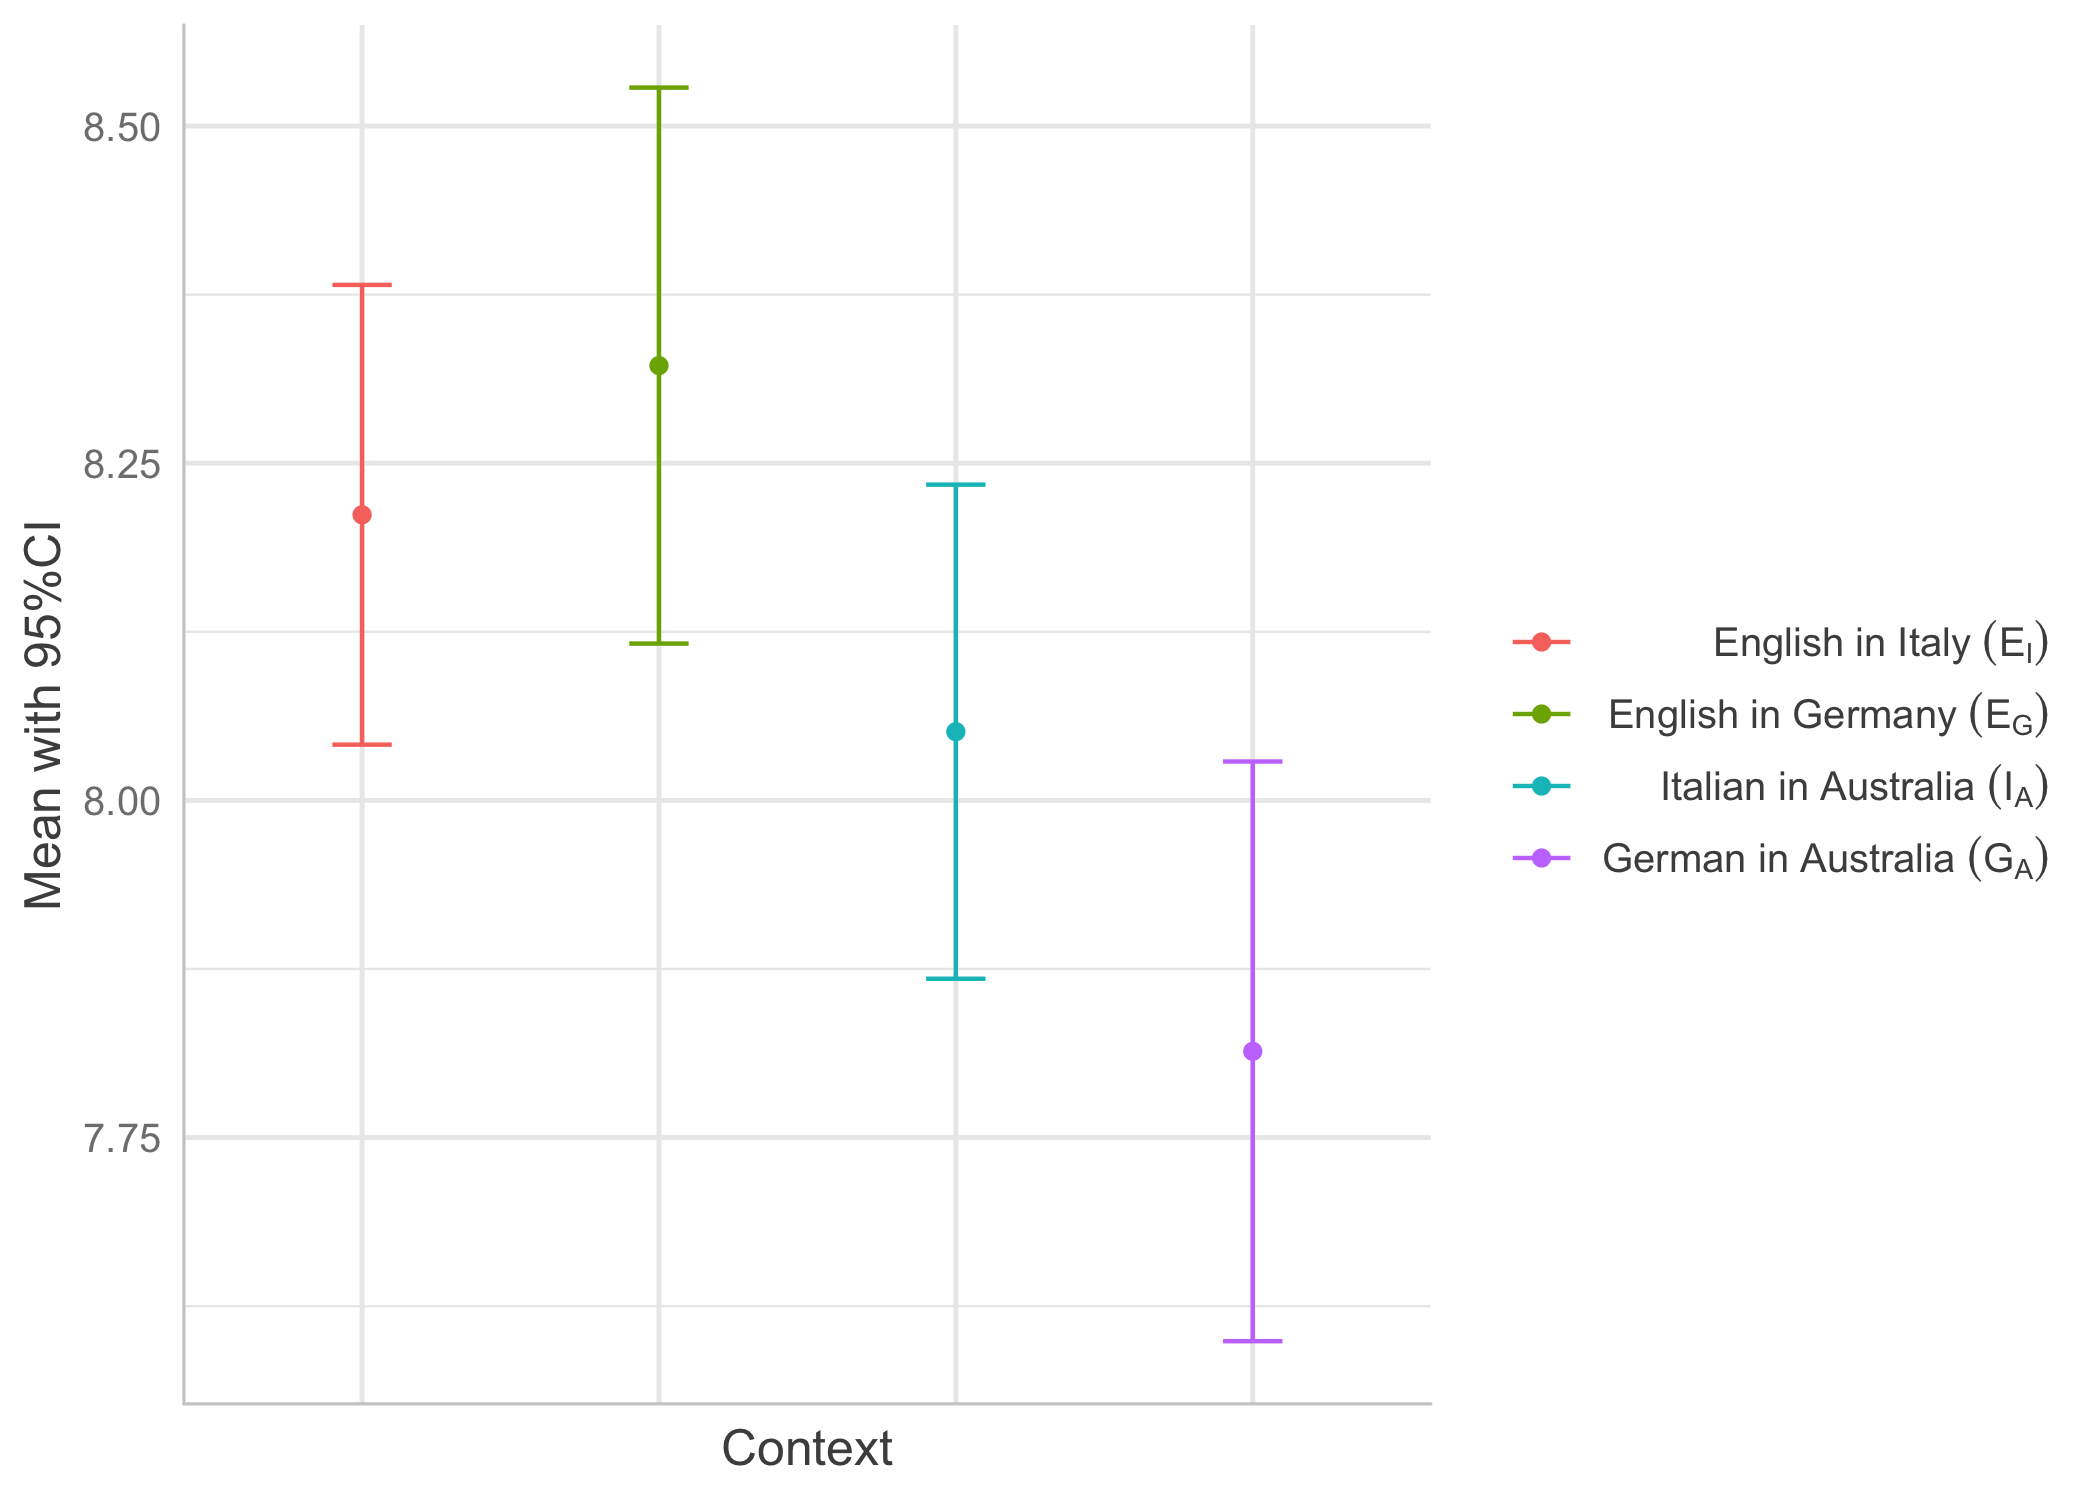 Mean with 95%CI
8.50
8.25
8.00
7.75
Context
English in Italy (E_I)
English in Germany (E_G)
Italian in Australia (I_A)
German in Australia (G_A)